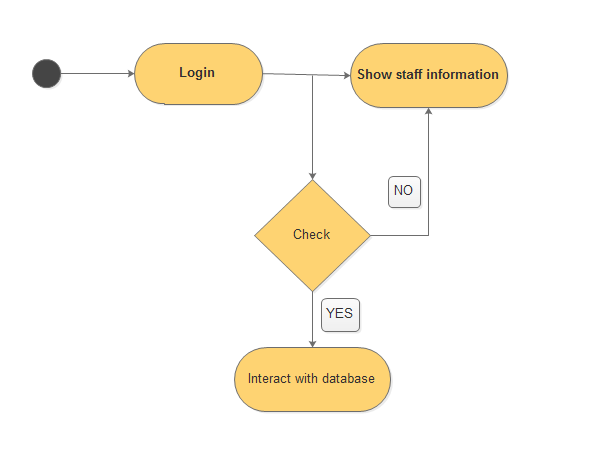 Login
Show staff information
NO
Check
YES
Interact with database